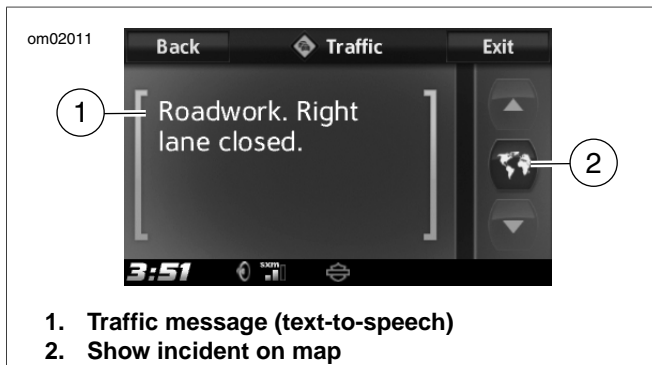 om02011
Back Traffic Exit
1
Roadwork. Right
lane closed.
2
3:51 sxm
1. Traffic message (text-to-speech)
2. Show incident on map